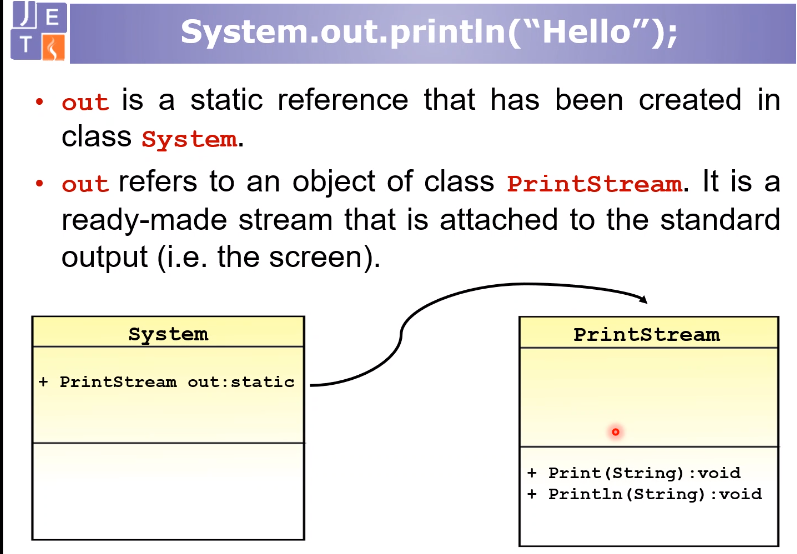 J E
T S
System.out.println(“Hello”);
• out is a static reference that has been created in
class System.
• out refers to an object of class PrintStream. It is a
ready-made stream that is attached to the standard
output (i.e. the screen).
System
+ PrintStream out:static
PrintStream
+ Print(String):void
+ Println(String):void